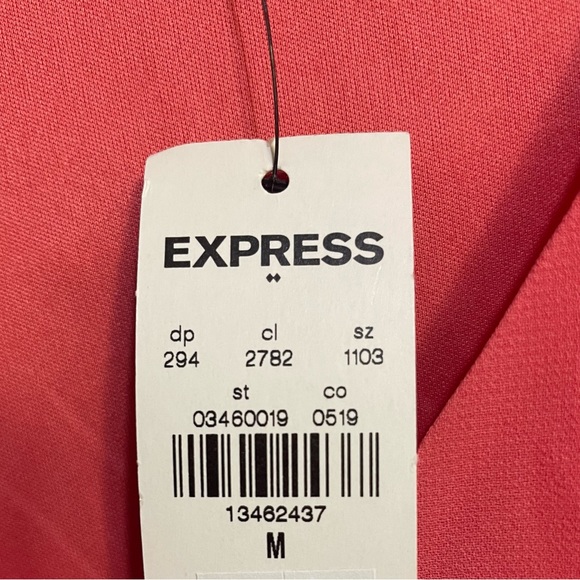 EXPRESS
dp cl sz
294 2782 1103
st co
03460019 0519
13462437
M